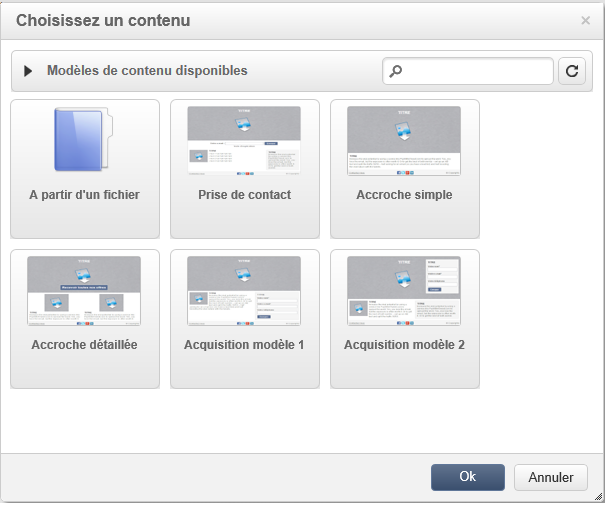 Choisissez un contenu
Modèles de contenu disponibles
A partir d'un fichier
Prise de contact
Accroche simple
Accroche détaillée
Acquisition modèle 1
Acquisition modèle 2
Ok
Annuler